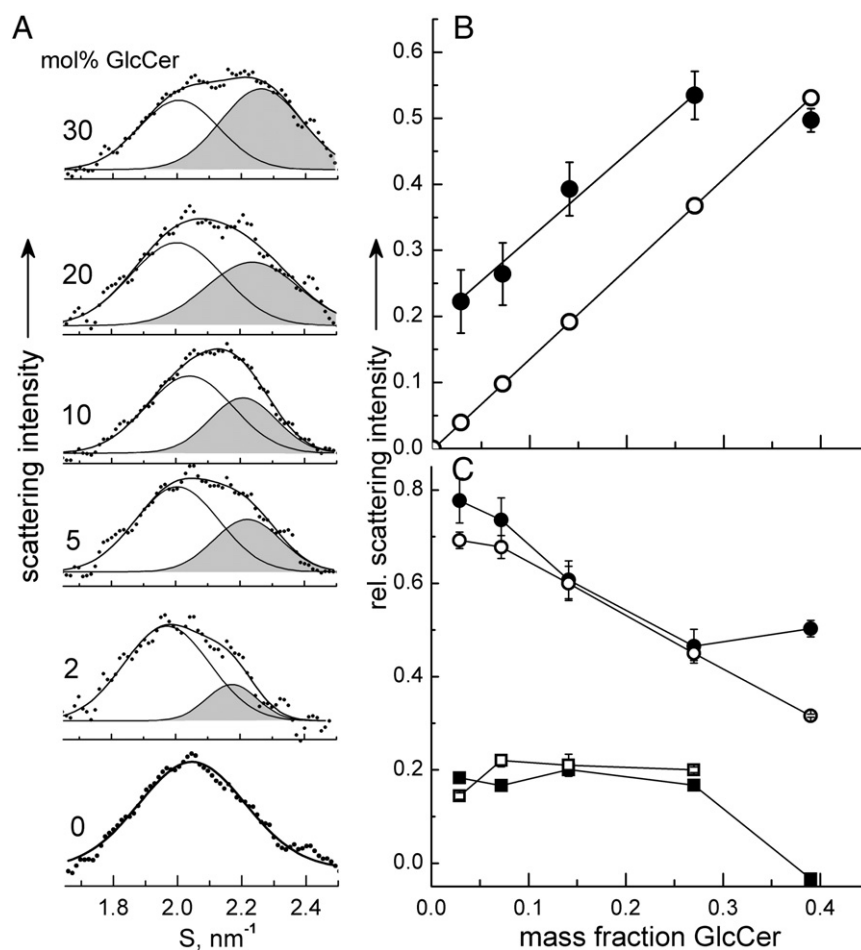 A
mol% GlcCer
30
20
10
5
2
0
scattering intensity
1.8 2.0 2.2 2.4
S, nm⁻¹
B
0.6
0.5
0.4
0.3
0.2
0.1
0.0
rel. scattering intensity
C
0.8
0.6
0.4
0.2
0.0
0.0 0.1 0.2 0.3 0.4
mass fraction GlcCer